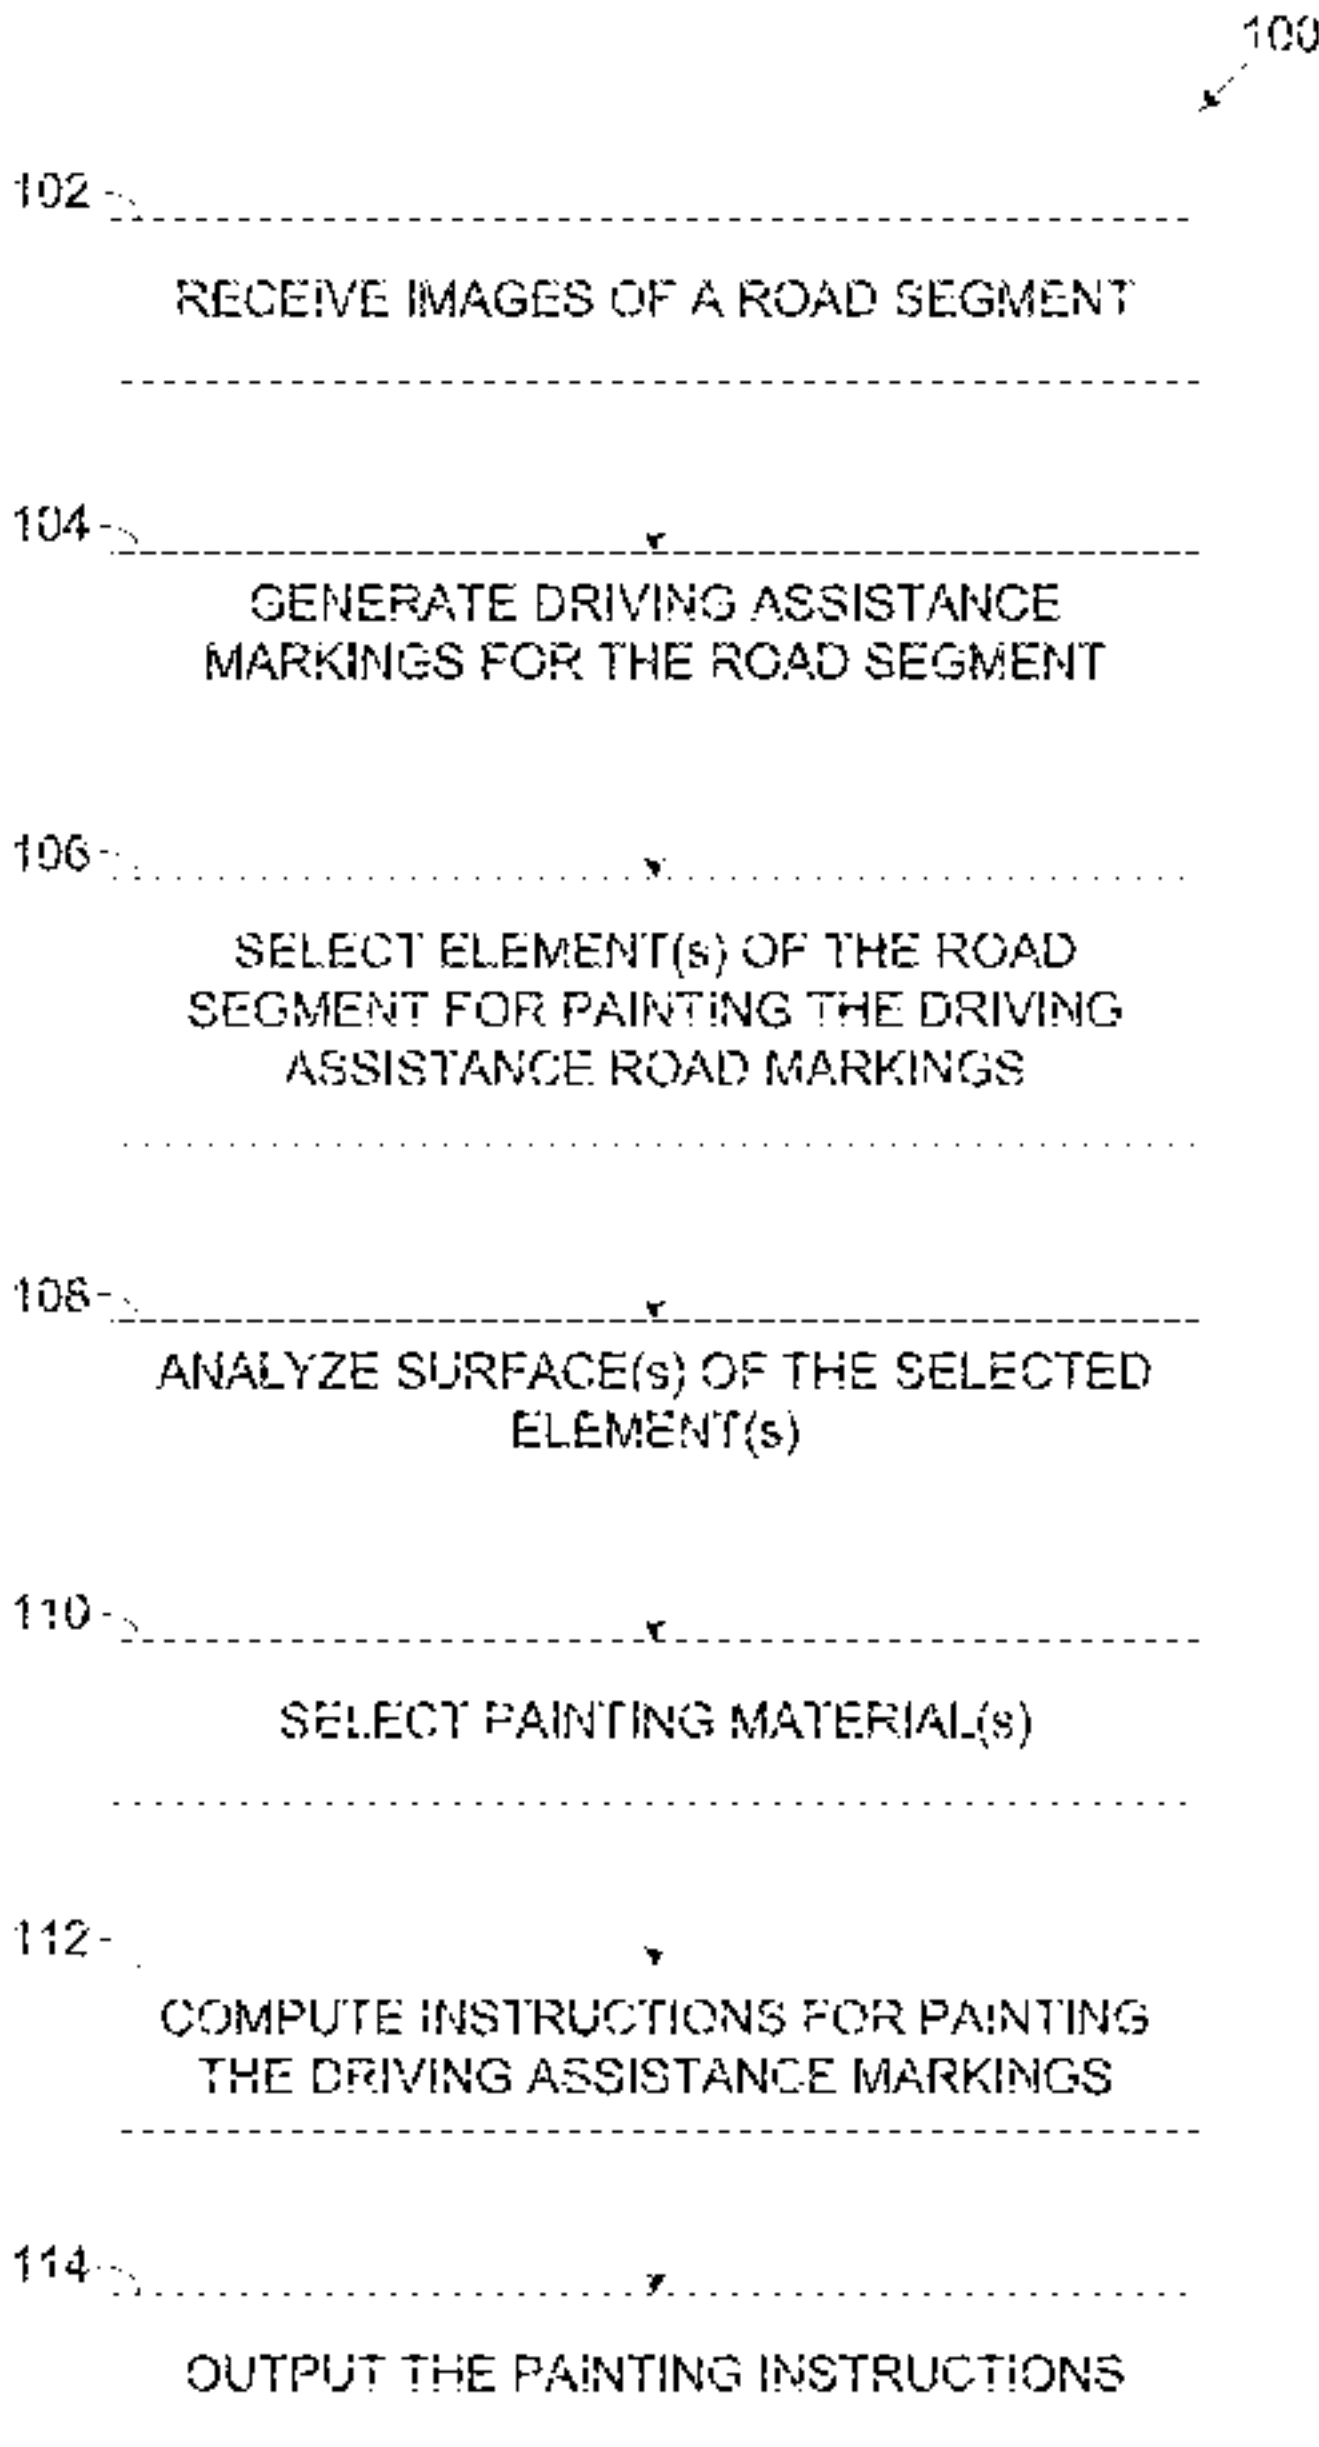 100
102
RECEIVE IMAGES OF A ROAD SEGMENT
104
GENERATE DRIVING ASSISTANCE
MARKINGS FOR THE ROAD SEGMENT
106
SELECT ELEMENT(s) OF THE ROAD
SEGMENT FOR PAINTING THE DRIVING
ASSISTANCE ROAD MARKINGS
108
ANALYZE SURFACE(s) OF THE SELECTED
ELEMENT(s)
110
SELECT PAINTING MATERIAL(s)
112
COMPUTE INSTRUCTIONS FOR PAINTING
THE DRIVING ASSISTANCE MARKINGS
114
OUTPUT THE PAINTING INSTRUCTIONS